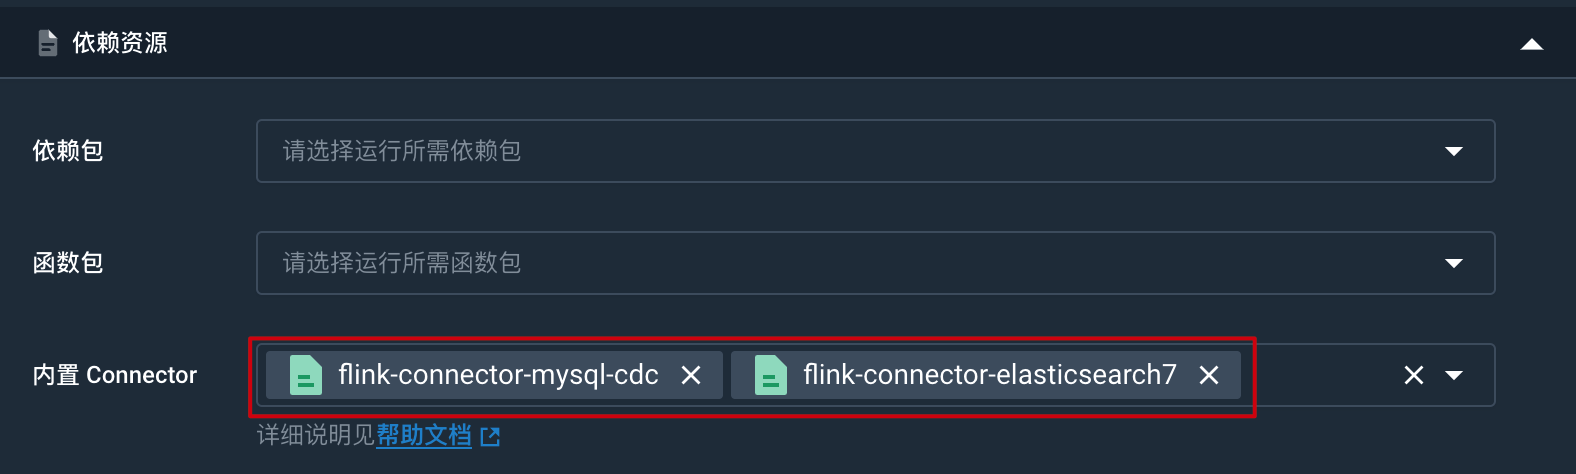 依赖资源
依赖包 请选择运行所需依赖包
函数包 请选择运行所需函数包
内置 Connector flink-connector-mysql-cdc flink-connector-elasticsearch7
详细说明见帮助文档